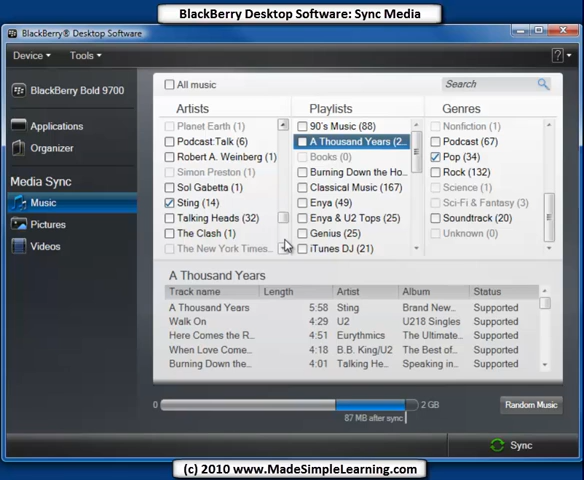 BlackBerry Desktop Software: Sync Media
BlackBerry® Desktop Software
Device Tools ?
BlackBerry Bold 9700
Applications
Organizer
Media Sync
Music
Pictures
Videos
All music
Search
Artists
Planet Earth (1)
Podcast:Talk (6)
Robert A. Weinberg (1)
Simon Preston (1)
Sol Gabetta (1)
Sting (14)
Talking Heads (32)
The Clash (1)
The New York Times...
Playlists
90's Music (88)
A Thousand Years (2...
Books (0)
Burning Down the Ho...
Classical Music (167)
Enya (49)
Enya & U2 Tops (25)
Genius (25)
iTunes DJ (21)
Genres
Nonfiction (1)
Podcast (67)
Pop (34)
Rock (132)
Science (1)
Sci-Fi & Fantasy (3)
Soundtrack (20)
Unknown (0)
A Thousand Years
Track name Length Artist Album Status
A Thousand Years 5:58 Sting Brand New... Supported
Walk On 4:29 U2 U218 Singles Supported
Here Comes the R... 4:51 Eurythmics The Ultimate... Supported
When Love Come... 4:18 B.B. King/U2 The Best of... Supported
Burning Down the... 4:01 Talking He... Speaking in... Supported
0 2 GB
87 MB after sync
Random Music
Sync
(c) 2010 www.MadeSimpleLearning.com